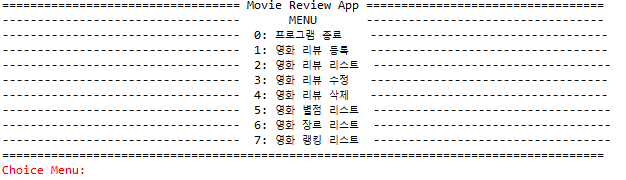 ================================== Movie Review App ==================================
---------------------------------- MENU ----------------------------------
---------------------------------- 0: 프로그램 종료 ----------------------------------
---------------------------------- 1: 영화 리뷰 등록 ----------------------------------
---------------------------------- 2: 영화 리뷰 리스트 ----------------------------------
---------------------------------- 3: 영화 리뷰 수정 ----------------------------------
---------------------------------- 4: 영화 리뷰 삭제 ----------------------------------
---------------------------------- 5: 영화 별점 리스트 ----------------------------------
---------------------------------- 6: 영화 장르 리스트 ----------------------------------
---------------------------------- 7: 영화 랭킹 리스트 ----------------------------------
======================================================================================
Choice Menu: